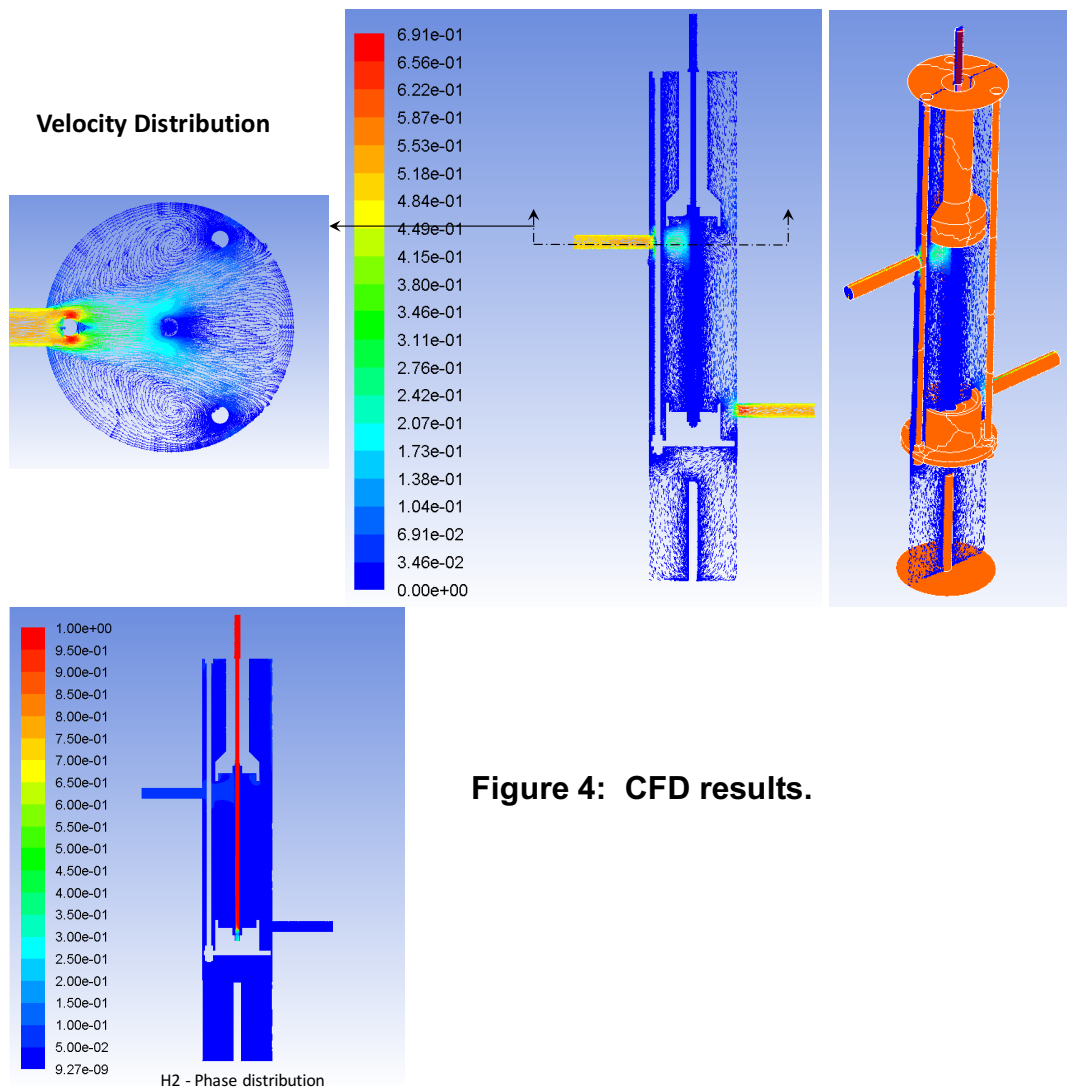 Velocity Distribution
6.91e-01
6.56e-01
6.22e-01
5.87e-01
5.53e-01
5.18e-01
4.84e-01
4.49e-01
4.15e-01
3.80e-01
3.46e-01
3.11e-01
2.76e-01
2.42e-01
2.07e-01
1.73e-01
1.38e-01
1.04e-01
6.91e-02
3.46e-02
0.00e+00
1.00e+00
9.50e-01
9.00e-01
8.50e-01
8.00e-01
7.50e-01
7.00e-01
6.50e-01
6.00e-01
5.50e-01
5.00e-01
4.50e-01
4.00e-01
3.50e-01
3.00e-01
2.50e-01
2.00e-01
1.50e-01
1.00e-01
5.00e-02
9.27e-09
H2 - Phase distribution
Figure 4:  CFD results.